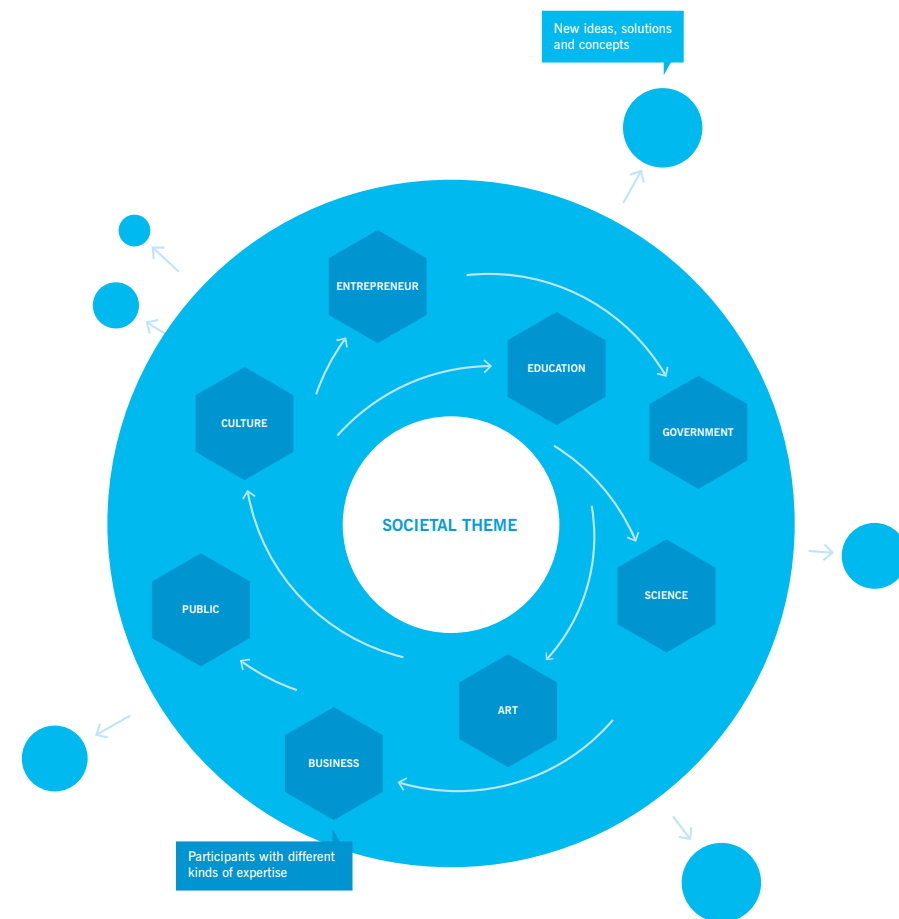 New ideas, solutions
and concepts
ENTREPRENEUR
EDUCATION
CULTURE
GOVERNMENT
SOCIETAL THEME
SCIENCE
PUBLIC
ART
BUSINESS
Participants with different
kinds of expertise